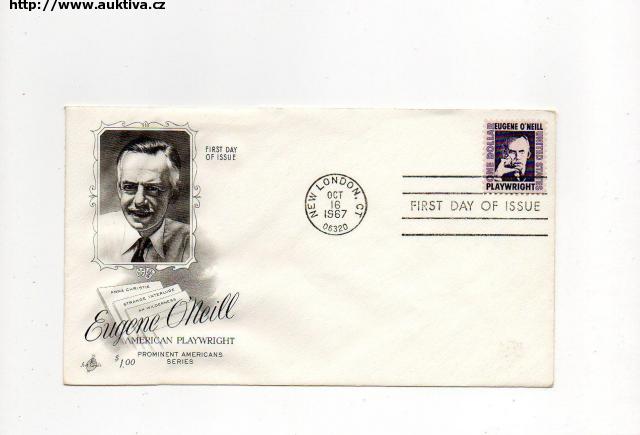 http://www.auktiva.cz
FIRST DAY
OF ISSUE
ONE DOLLAR
EUGENE O'NEILL
UNITED STATES
PLAYWRIGHT
NEW LONDON, CT
OCT
16
1967
06320
FIRST DAY OF ISSUE
ANNA CHRISTIE
STRANGE INTERLUDE
AH WILDERNESS
Eugene O'Neill
AMERICAN PLAYWRIGHT
$1.00
PROMINENT AMERICANS
SERIES